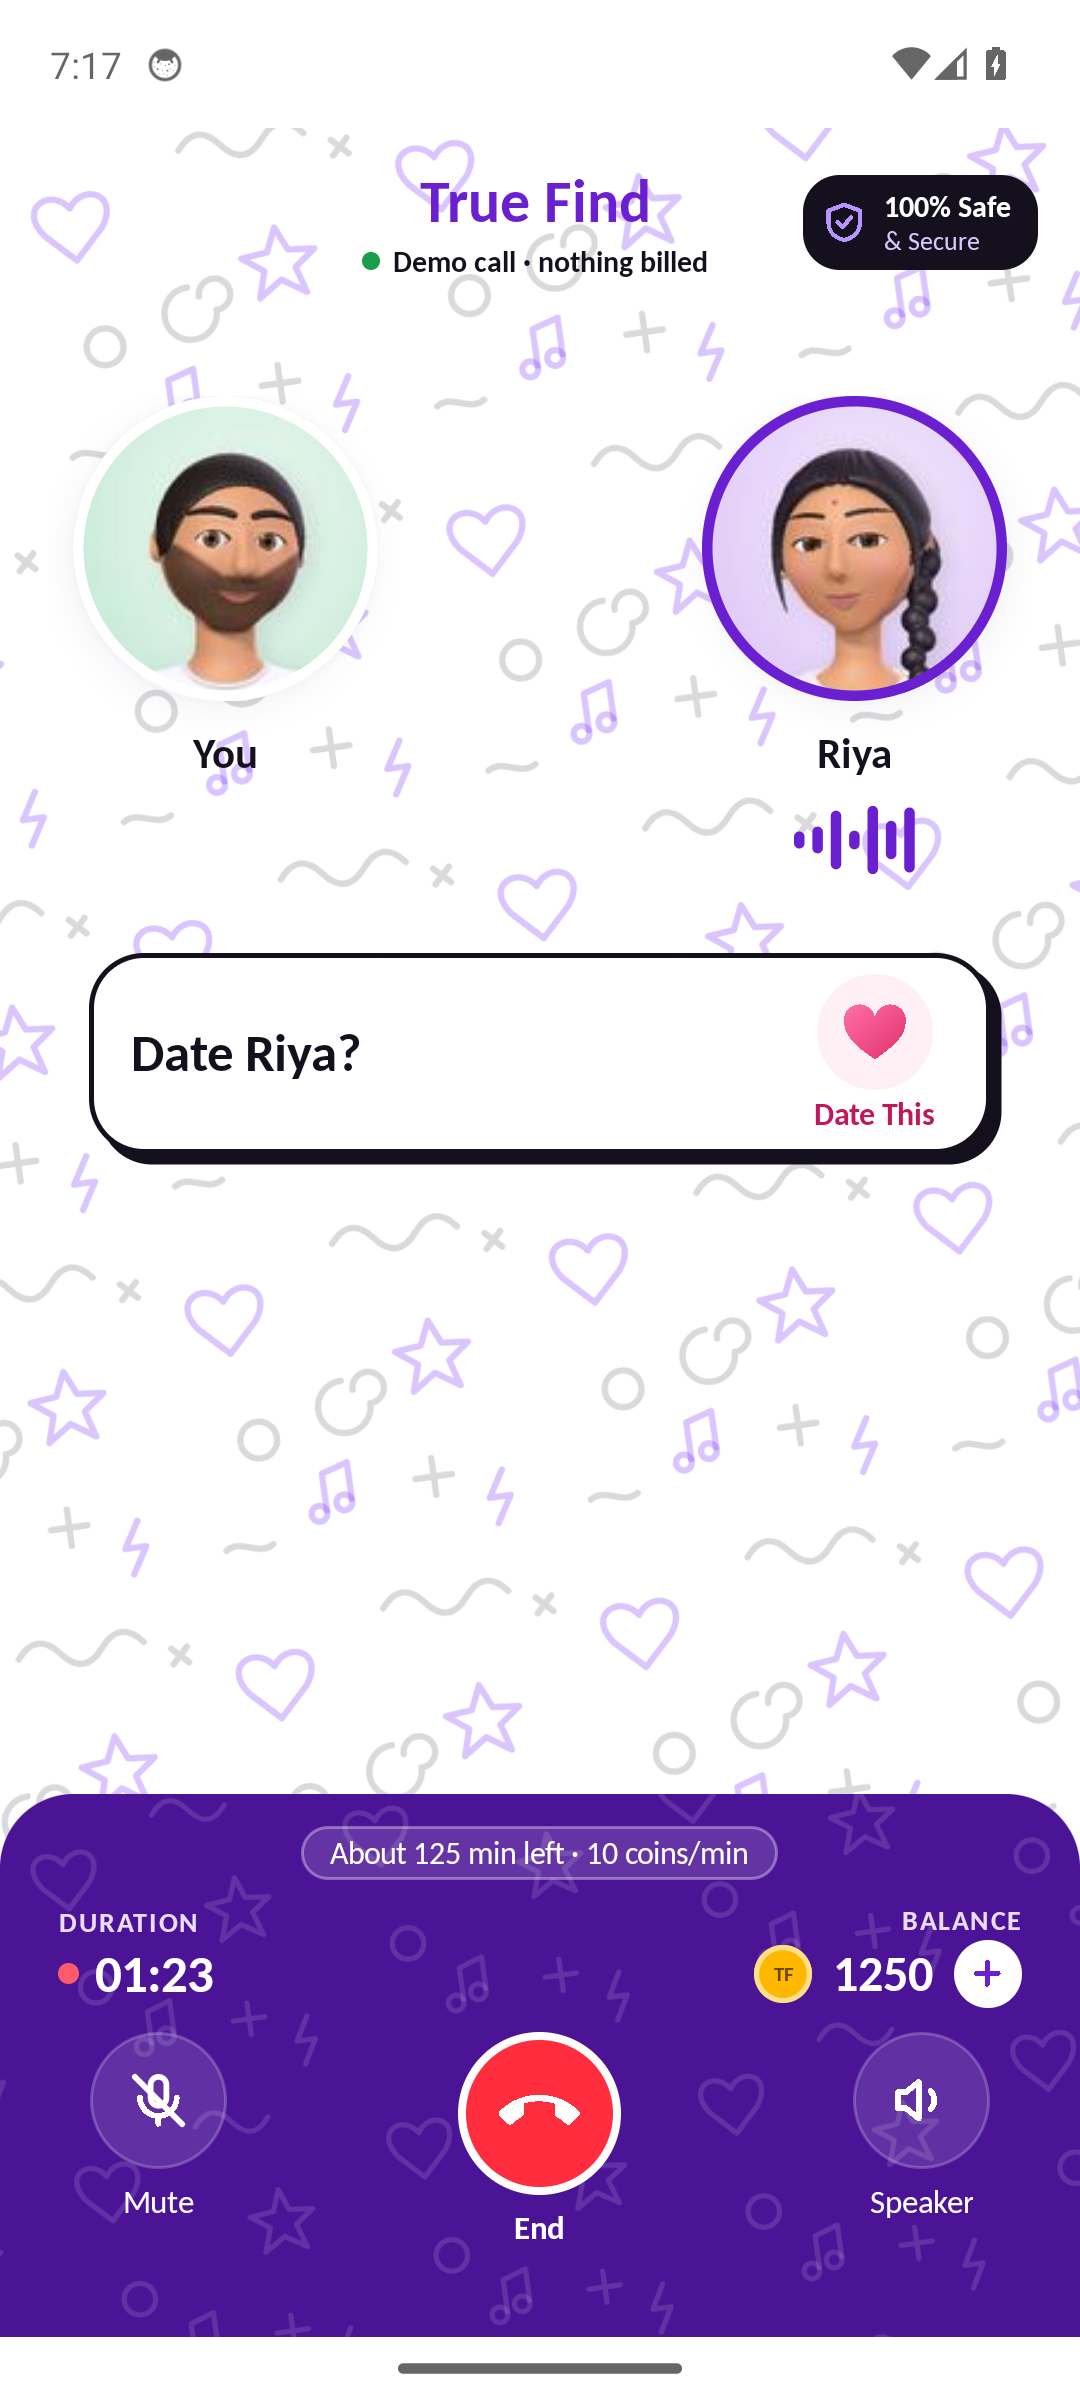 7:17
True Find
Demo call · nothing billed
100% Safe
& Secure
You
Riya
Date Riya?
Date This
About 125 min left · 10 coins/min
DURATION
BALANCE
01:23
TF
1250
Mute
End
Speaker